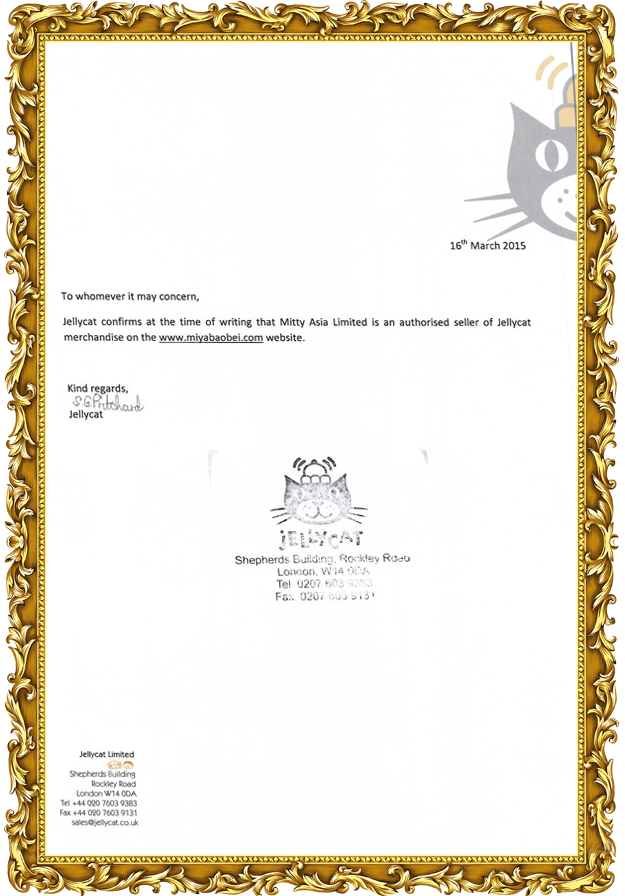 16th March 2015
To whomever it may concern,
Jellycat confirms at the time of writing that Mitty Asia Limited is an authorised seller of Jellycat
merchandise on the www.miyabaobei.com website.
Kind regards,
S.G.Pritchard
Jellycat
JELLYCAT
Shepherds Building, Rockley Road
London, W14 0DA
Tel 0207 603 9383
Fax 0207 603 9131
Jellycat Limited
Shepherds Building
Rockley Road
London W14 0DA
Tel +44 020 7603 9383
Fax +44 020 7603 9131
sales@jellycat.co.uk